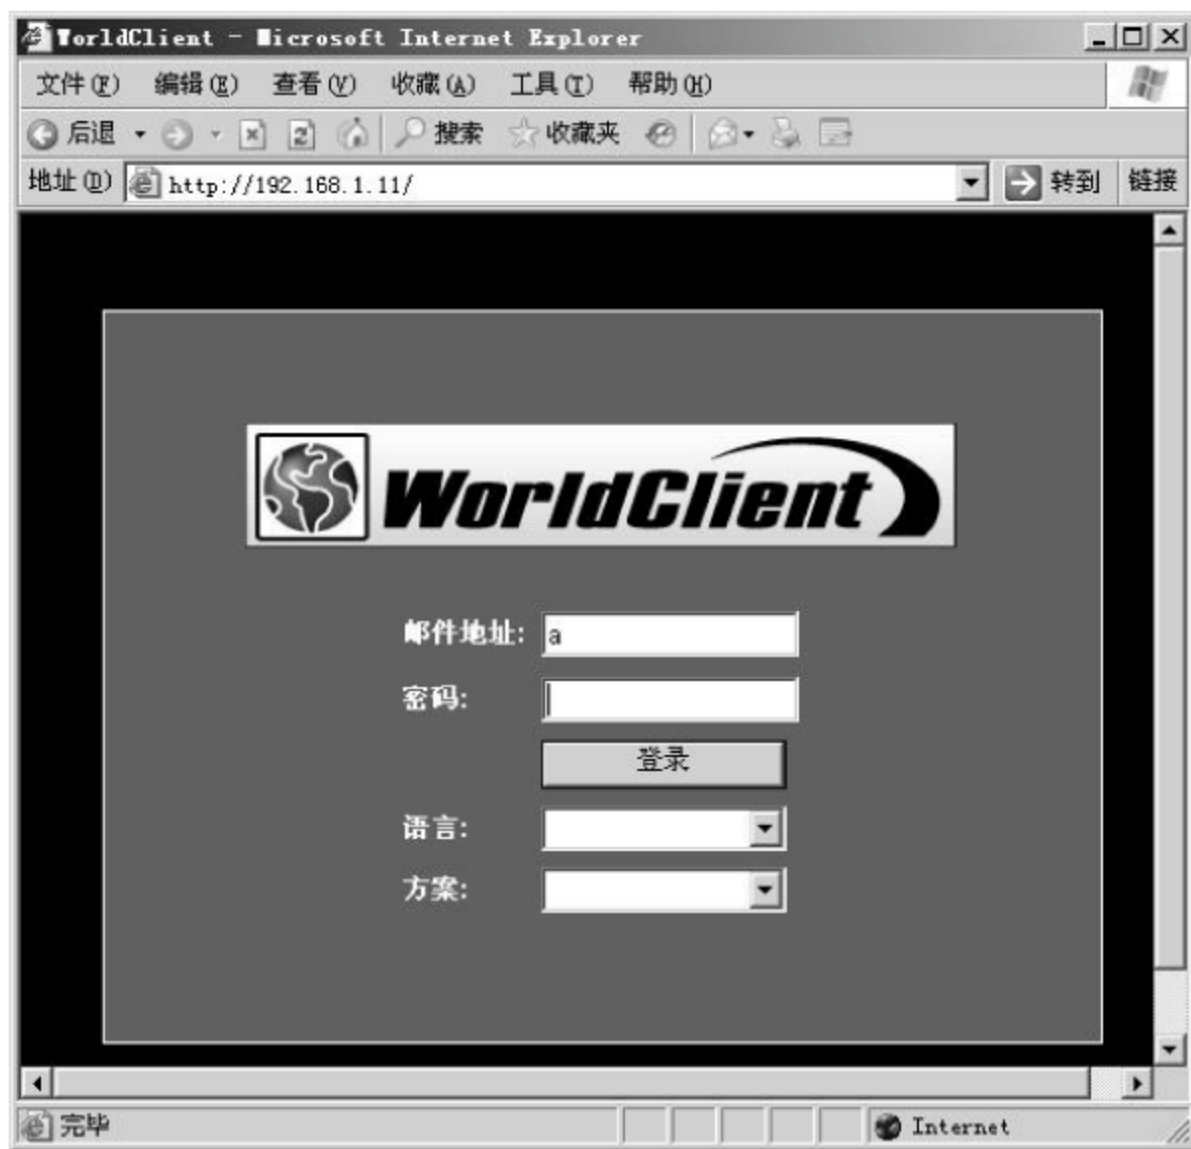 WorldClient - Microsoft Internet Explorer
文件(F) 编辑(E) 查看(V) 收藏(A) 工具(T) 帮助(H)
后退 搜索 收藏夹
地址(D) http://192.168.1.11/ 转到 链接
WorldClient
邮件地址: a
密码:
登录
语言:
方案:
完毕 Internet